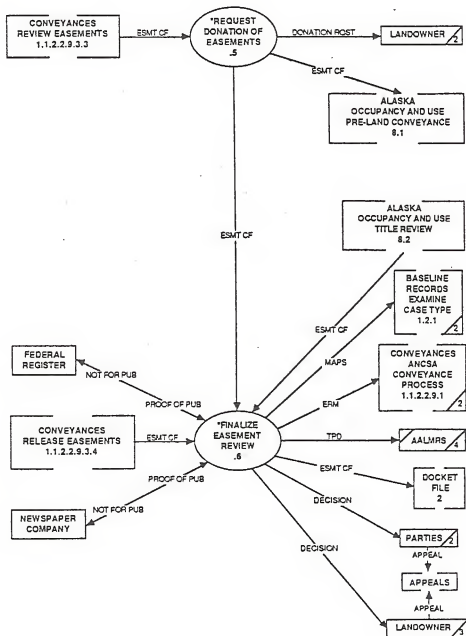 CONVEYANCES
REVIEW EASEMENTS
1.1.2.2.9.3.3
ESMT CF
*REQUEST
DONATION OF
EASEMENTS
.5
DONATION RQST
LANDOWNER
2
ESMT CF
ALASKA
OCCUPANCY AND USE
PRE-LAND CONVEYANCE
8.1
ESMT CF
ALASKA
OCCUPANCY AND USE
TITLE REVIEW
8.2
ESMT CF
BASELINE
RECORDS
EXAMINE
CASE TYPE
1.2.1
2
MAPS
FEDERAL
REGISTER
NOT FOR PUB
PROOF OF PUB
CONVEYANCES
ANCSA
CONVEYANCE
PROCESS
1.1.2.2.9.1
2
ERM
CONVEYANCES
RELEASE EASEMENTS
1.1.2.2.9.3.4
ESMT CF
*FINALIZE
EASEMENT
REVIEW
.6
TPD
AALMRS
4
ESMT CF
DOCKET
FILE
2
PROOF OF PUB
NOT FOR PUB
NEWSPAPER
COMPANY
DECISION
PARTIES
2
APPEAL
APPEALS
APPEAL
DECISION
LANDOWNER